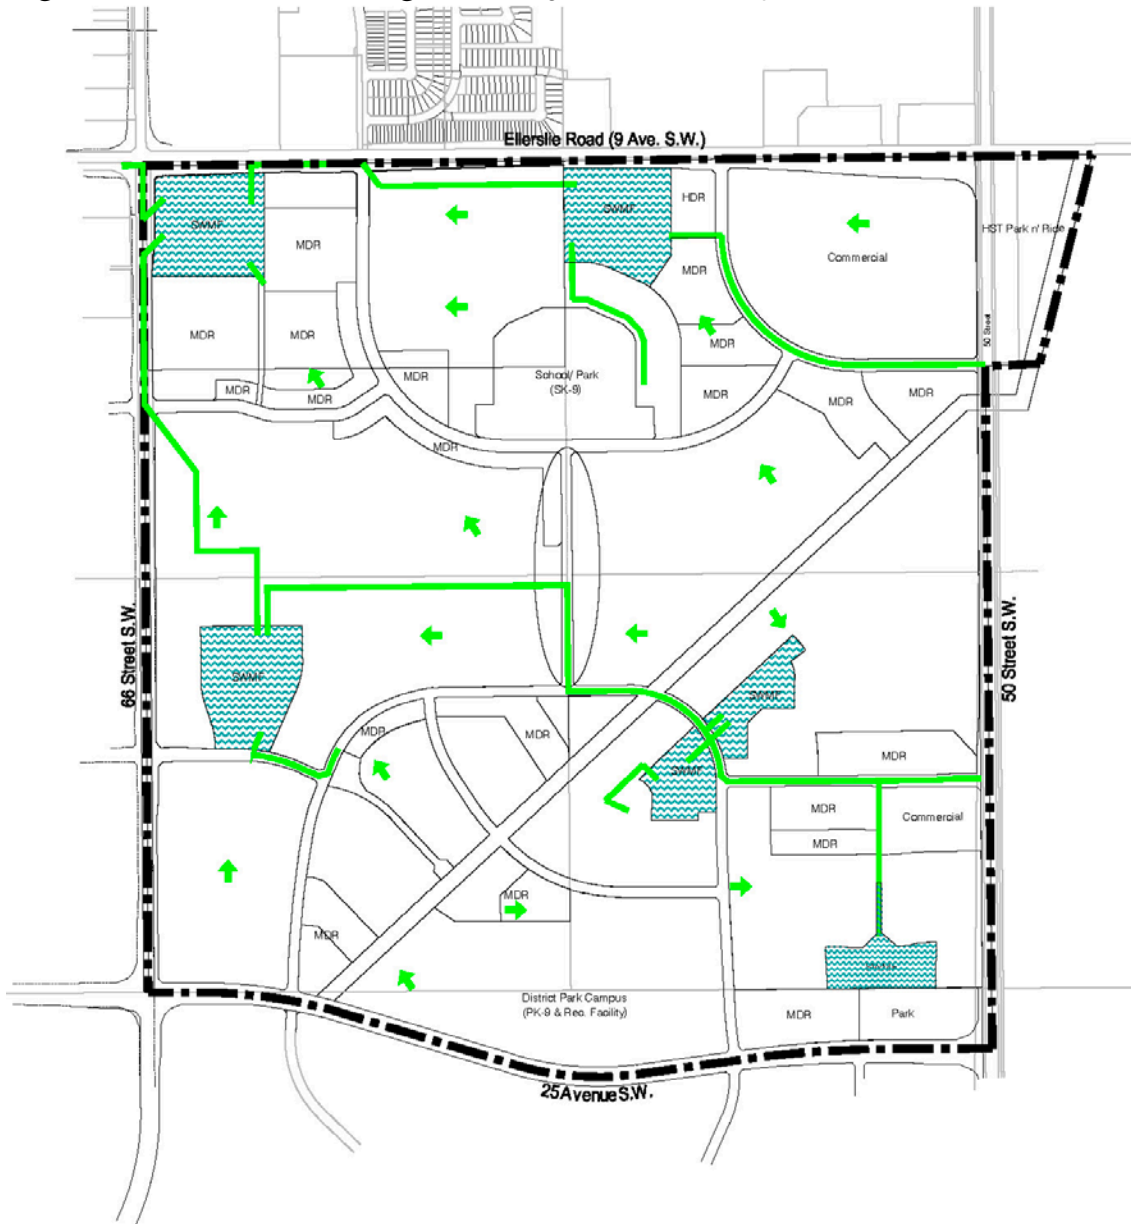 Ellerslie Road (9 Ave. S.W.)
SWMF
SWMF
HDR
HST Park n' Ride
MDR
Commercial
MDR
50 Street
MDR
MDR
MDR
School/ Park
(SK-9)
MDR
MDR
MDR
MDR
MDR
MDR
MDR
MDR
66 Street S.W.
50 Street S.W.
SWMF
SWMF
MDR
MDR
MDR
SWMF
MDR
Commercial
MDR
MDR
MDR
District Park Campus
(PK-9 & Rec. Facility)
MDR
Park
25 Avenue S.W.